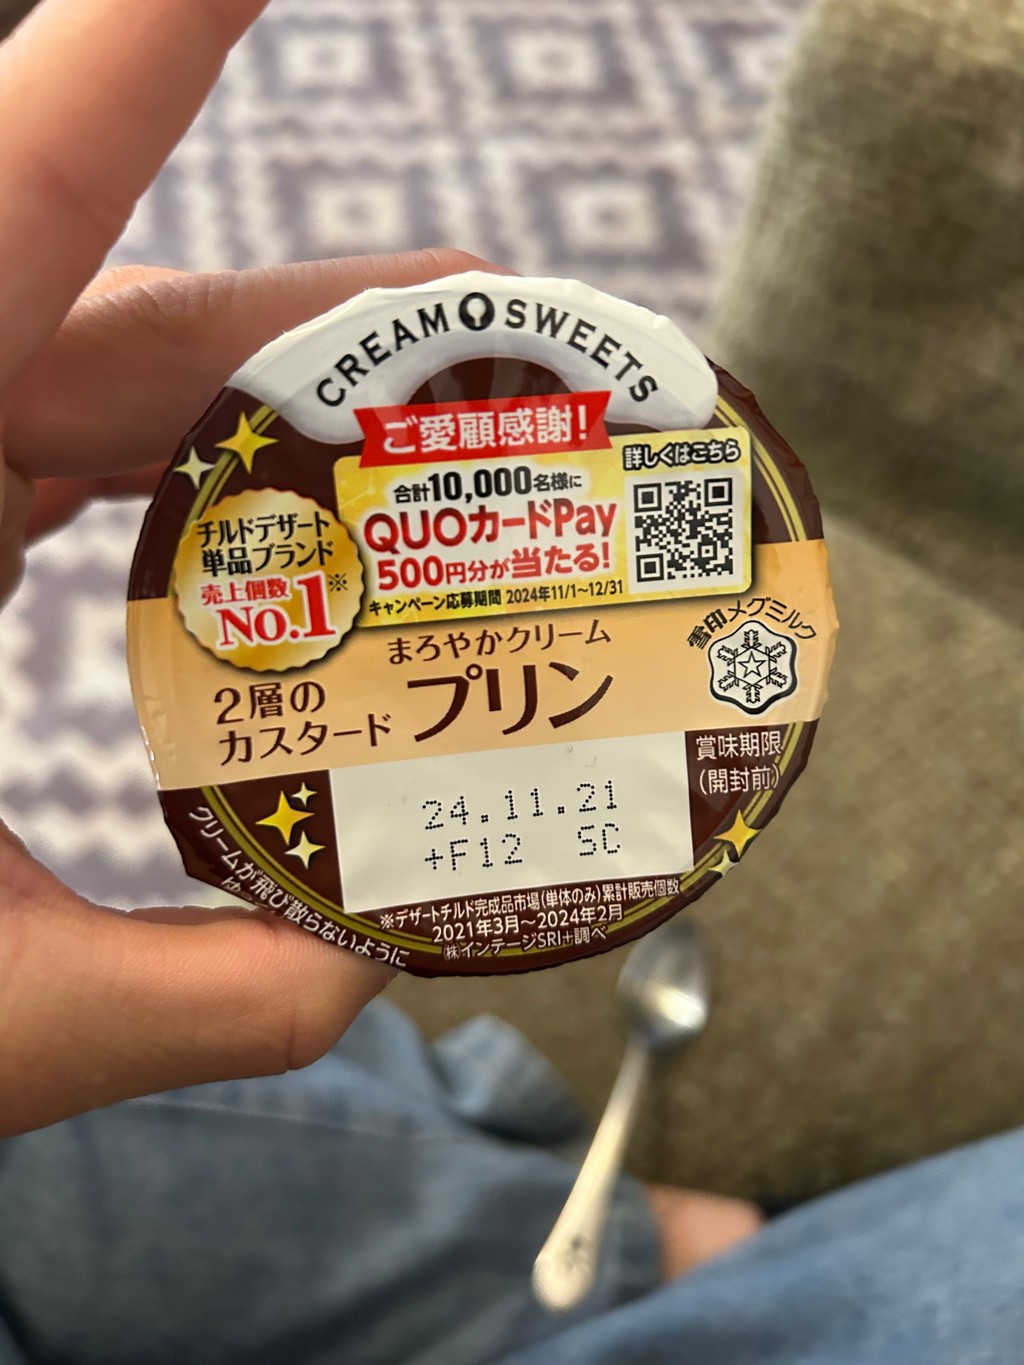 CREAM SWEETS
ご愛顧感謝!
合計10,000名様に
QUOカードPay
500円分が当たる!
キャンペーン応募期間 2024年11/1~12/31
詳しくはこちら
チルドデザート
単品ブランド
売上個数※
No.1
雪印メグミルク
まろやかクリーム
2層の
カスタード
プリン
賞味期限
(開封前)
24.11.21
+F12 SC
※デザートチルド完成品市場(単体のみ)累計販売個数
2021年3月~2024年2月
㈱インテージSRI+調べ
クリームが飛び散らないように